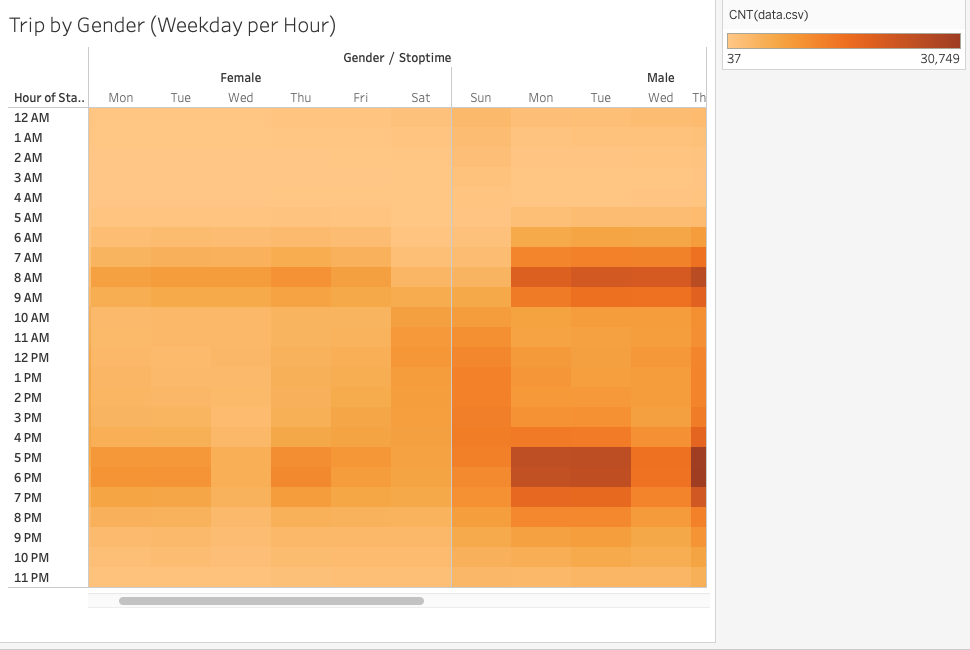 Trip by Gender (Weekday per Hour)
CNT(data.csv)
37 30,749
Gender / Stoptime
Female Male
Hour of Sta.. Mon Tue Wed Thu Fri Sat Sun Mon Tue Wed Th
12 AM
1 AM
2 AM
3 AM
4 AM
5 AM
6 AM
7 AM
8 AM
9 AM
10 AM
11 AM
12 PM
1 PM
2 PM
3 PM
4 PM
5 PM
6 PM
7 PM
8 PM
9 PM
10 PM
11 PM